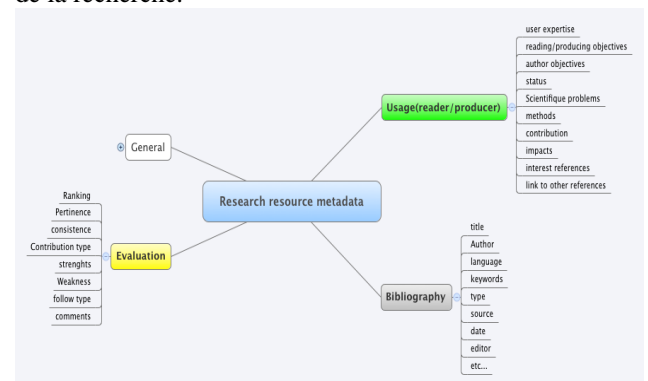 de la recherche.
user expertise
reading/producing objectives
author objectives
status
Scientifique problems
methods
contribution
impacts
interest references
link to other references
Usage(reader/producer)
General
Research resource metadata
Ranking
Pertinence
consistence
Contribution type
strenghts
Weakness
follow type
comments
Evaluation
title
Author
language
keywords
type
source
date
editor
etc...
Bibliography